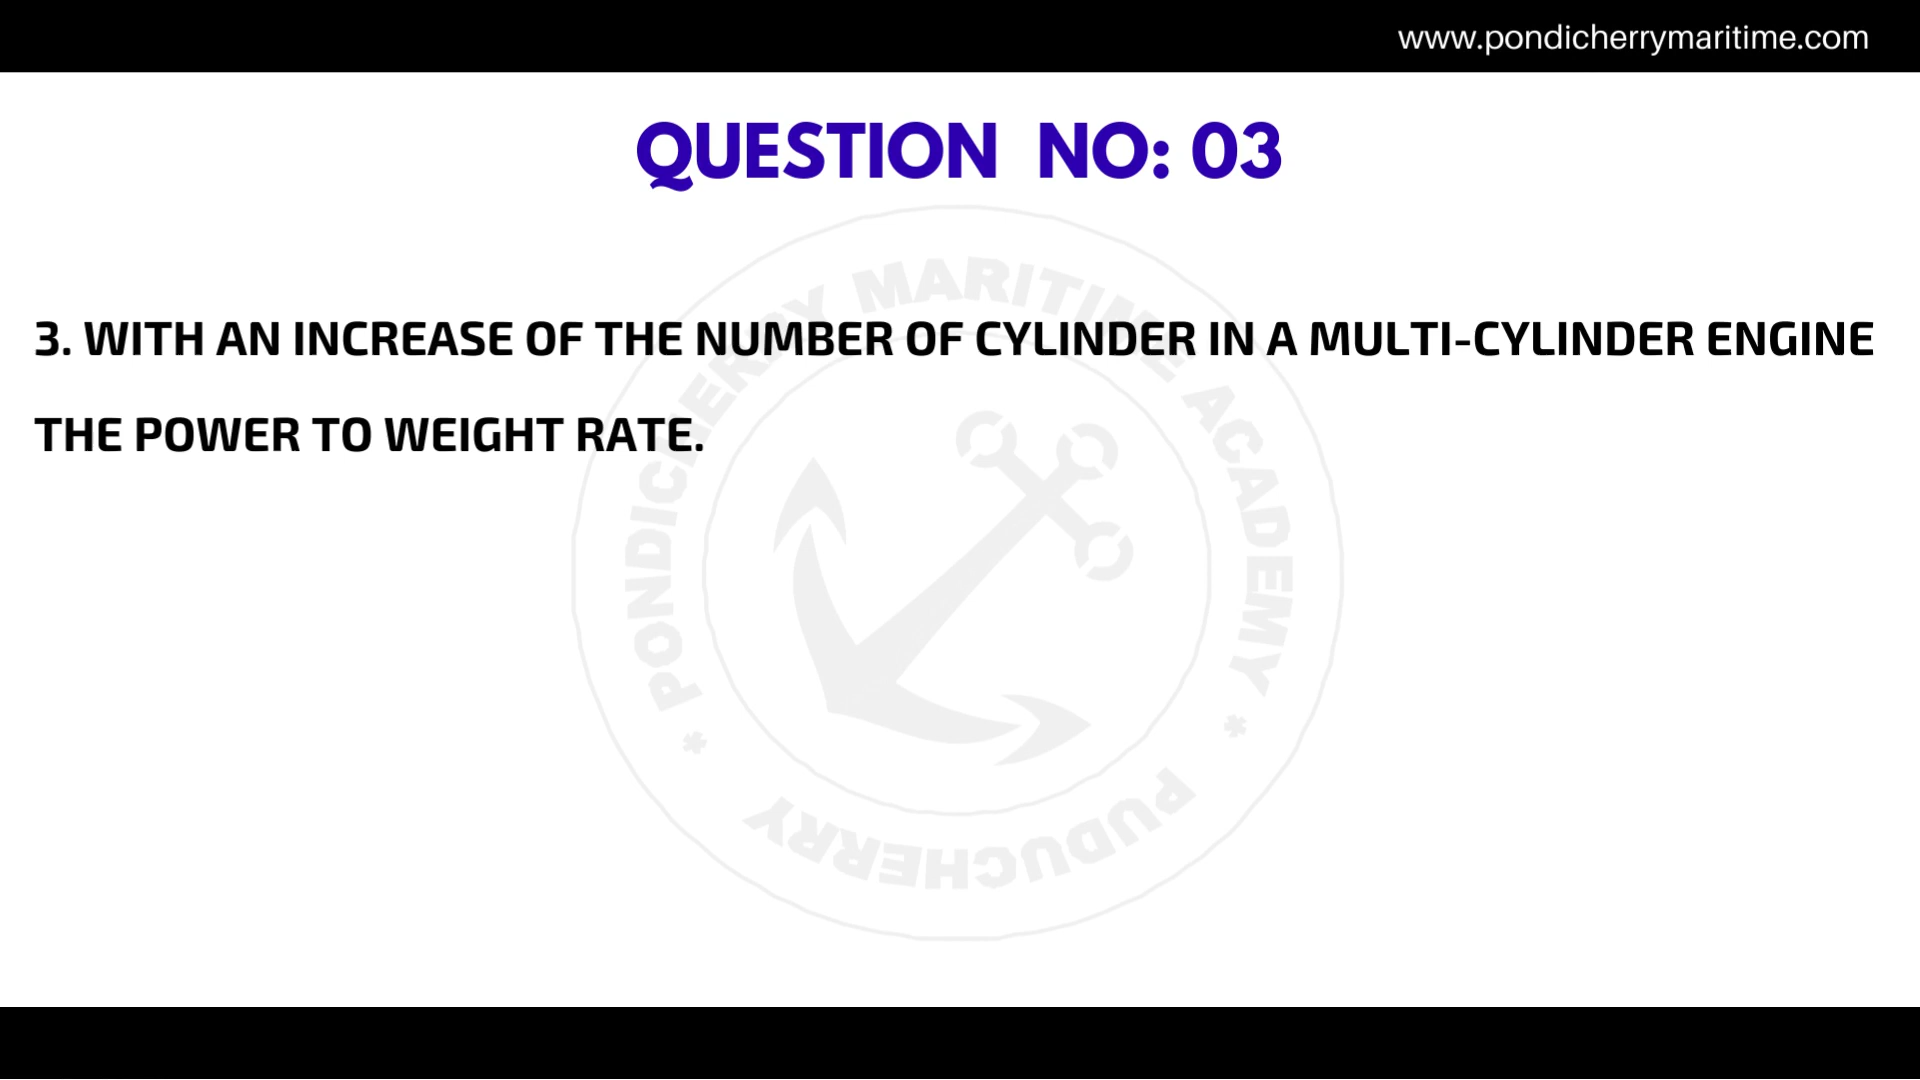 www.pondicherrymaritime.com
QUESTION NO: 03
3. WITH AN INCREASE OF THE NUMBER OF CYLINDER IN A MULTI-CYLINDER ENGINE
THE POWER TO WEIGHT RATE.
* PONDICHERRY MARITIME ACADEMY *
PUDUCHERRY